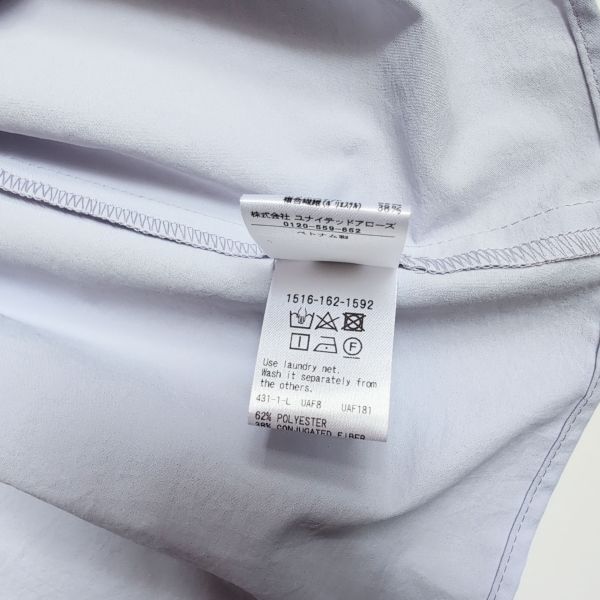 複合繊維(ポリエステル) 38%
株式会社 ユナイテッドアローズ
0120-559-652
ベトナム製
1516-162-1592
F
Use laundry net.
Wash it separately from
the others.
431-1-L UAF8 UAF181
62% POLYESTER
38% CONJUGATED FIBER